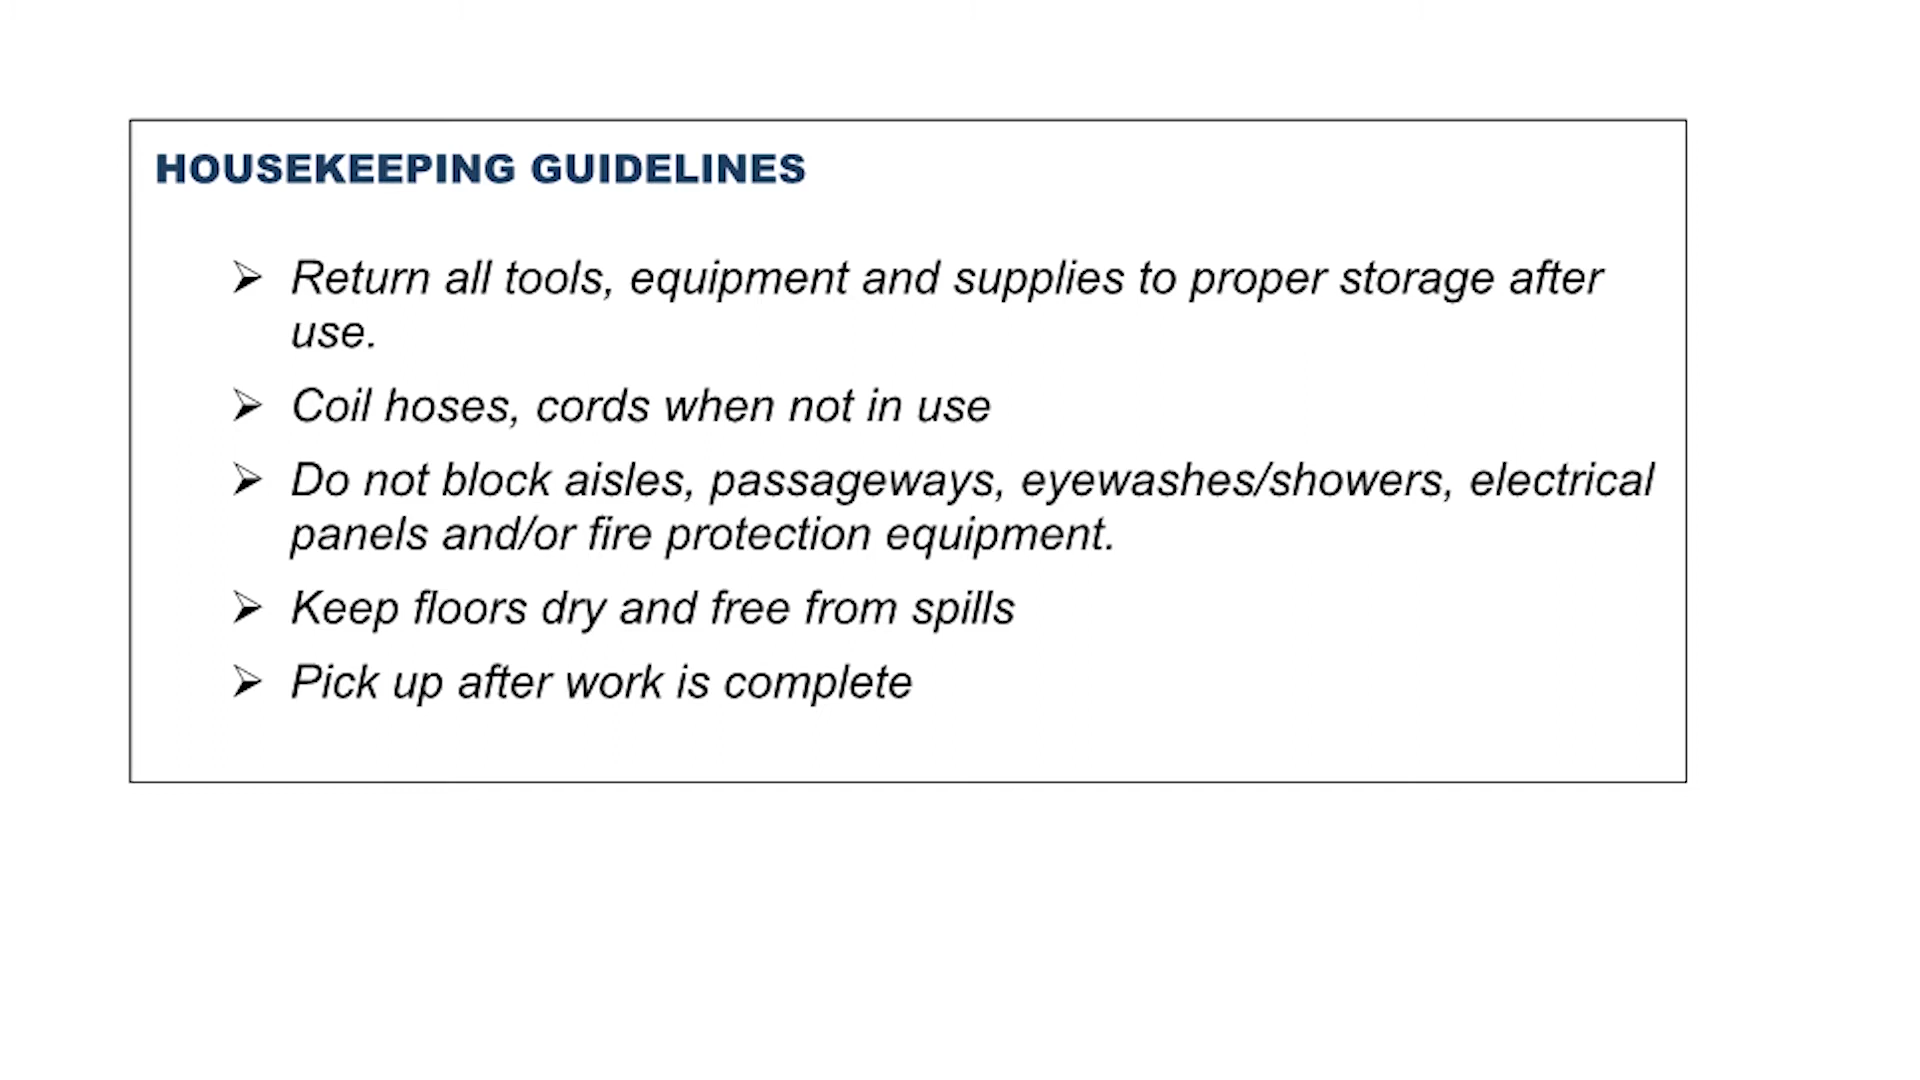 HOUSEKEEPING GUIDELINES
➢ Return all tools, equipment and supplies to proper storage after
use.
➢ Coil hoses, cords when not in use
➢ Do not block aisles, passageways, eyewashes/showers, electrical
panels and/or fire protection equipment.
➢ Keep floors dry and free from spills
➢ Pick up after work is complete